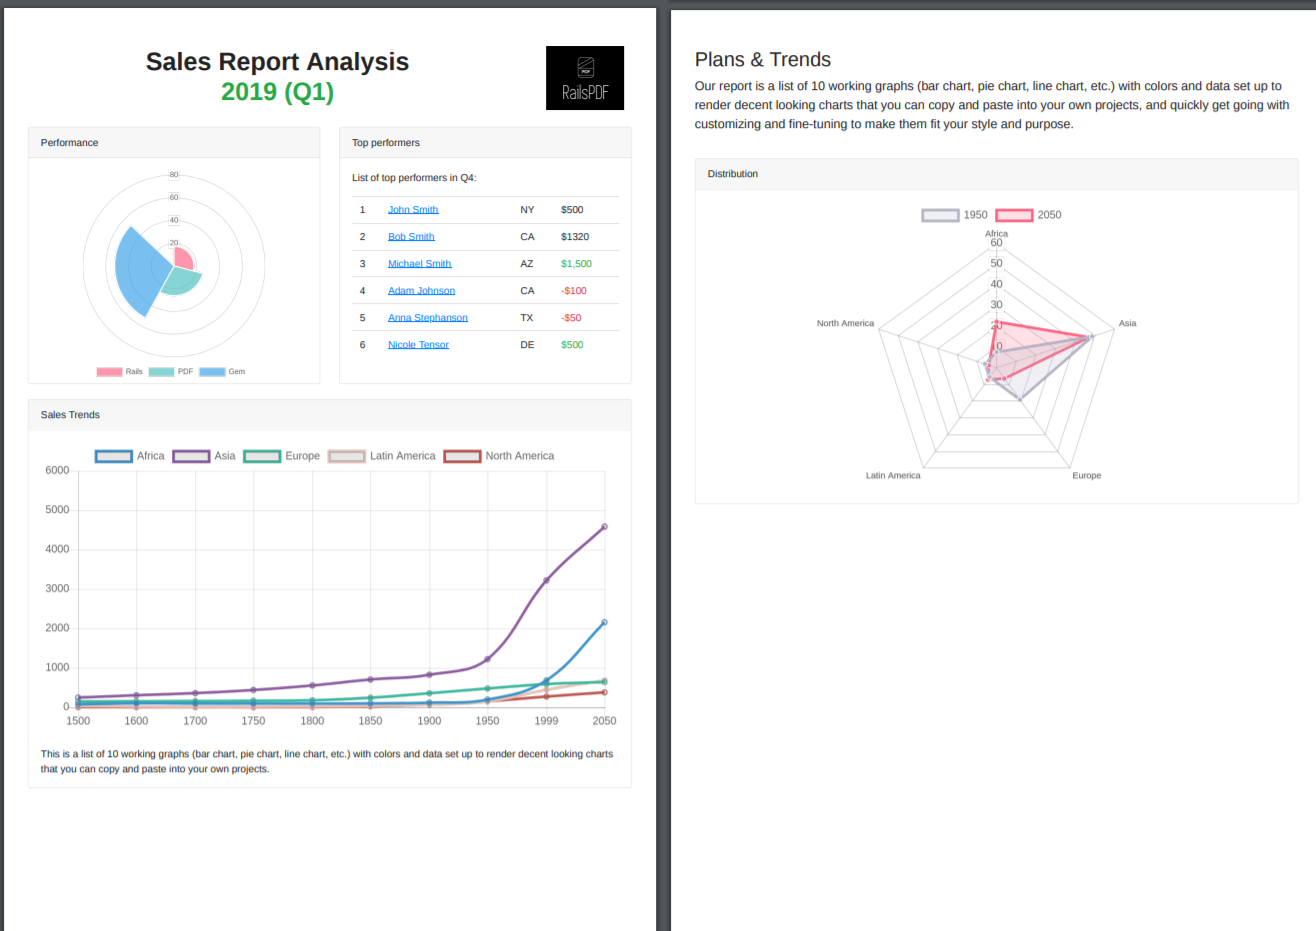 Sales Report Analysis
2019 (Q1)
PDF
RailsPDF
Performance
80
60
40
20
Rails PDF Gem
Top performers
List of top performers in Q4:
1 John Smith NY $500
2 Bob Smith CA $1320
3 Michael Smith AZ $1,500
4 Adam Johnson CA -$100
5 Anna Stephanson TX -$50
6 Nicole Tensor DE $500
Sales Trends
Africa Asia Europe Latin America North America
6000
5000
4000
3000
2000
1000
0
1500 1600 1700 1750 1800 1850 1900 1950 1999 2050
This is a list of 10 working graphs (bar chart, pie chart, line chart, etc.) with colors and data set up to render decent looking charts
that you can copy and paste into your own projects.
Plans & Trends
Our report is a list of 10 working graphs (bar chart, pie chart, line chart, etc.) with colors and data set up to
render decent looking charts that you can copy and paste into your own projects, and quickly get going with
customizing and fine-tuning to make them fit your style and purpose.
Distribution
1950 2050
Africa
60
50
40
30
20
North America Asia
Latin America Europe